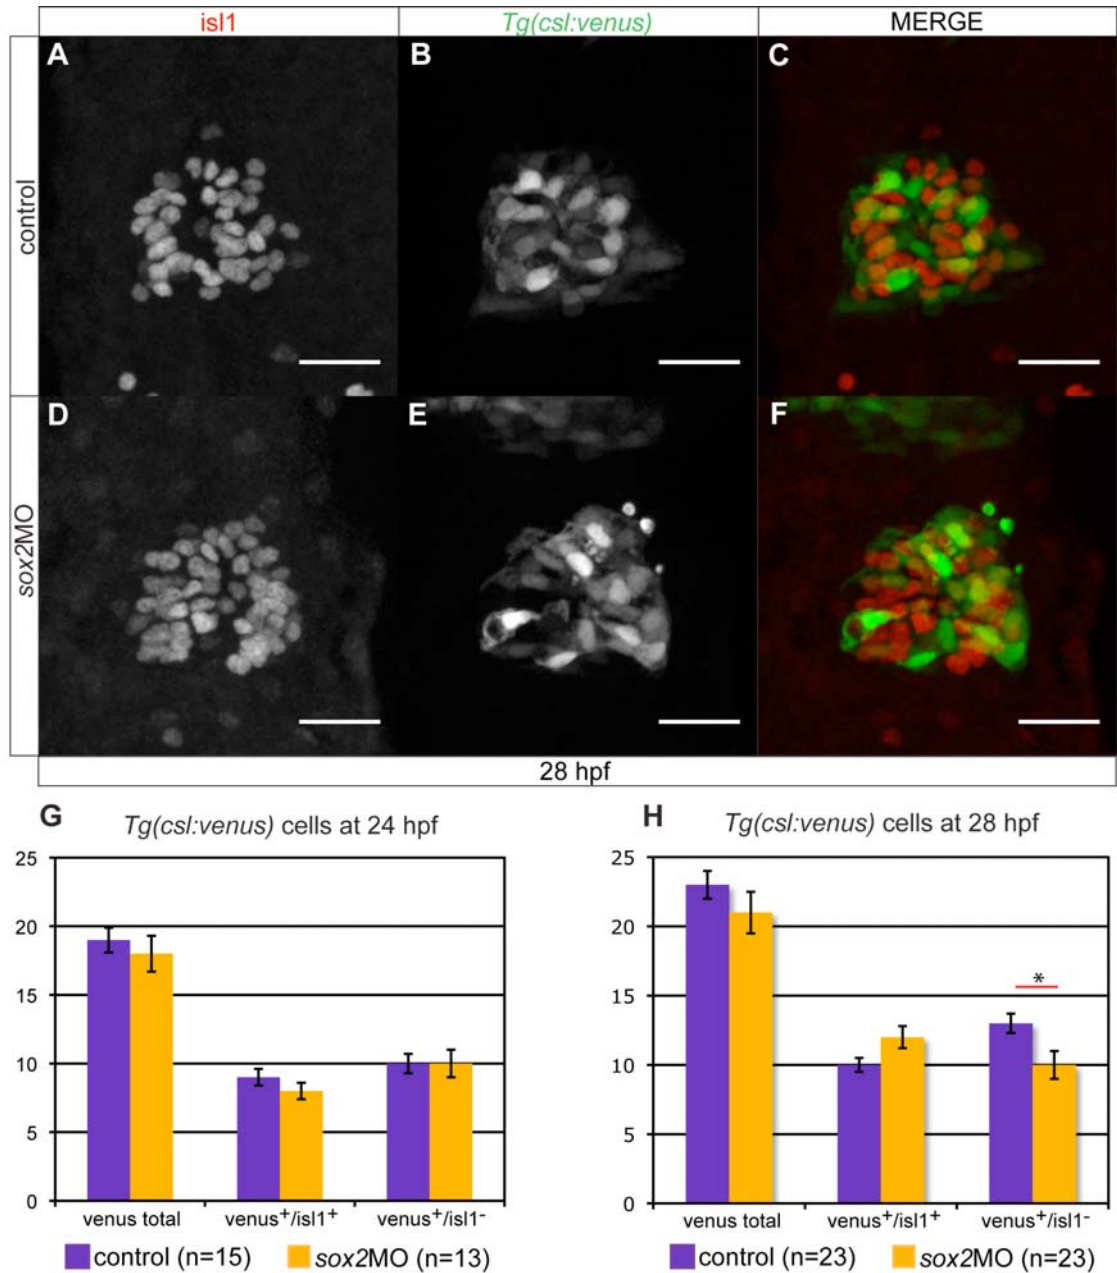 isl1 Tg(csl:venus) MERGE
control
A B C
sox2MO
D E F
28 hpf
G Tg(csl:venus) cells at 24 hpf
25
20
15
10
5
0
venus total venus⁺/isl1⁺ venus⁺/isl1⁻
control (n=15) sox2MO (n=13)
H Tg(csl:venus) cells at 28 hpf
25
20
15
*
10
5
0
venus total venus⁺/isl1⁺ venus⁺/isl1⁻
control (n=23) sox2MO (n=23)